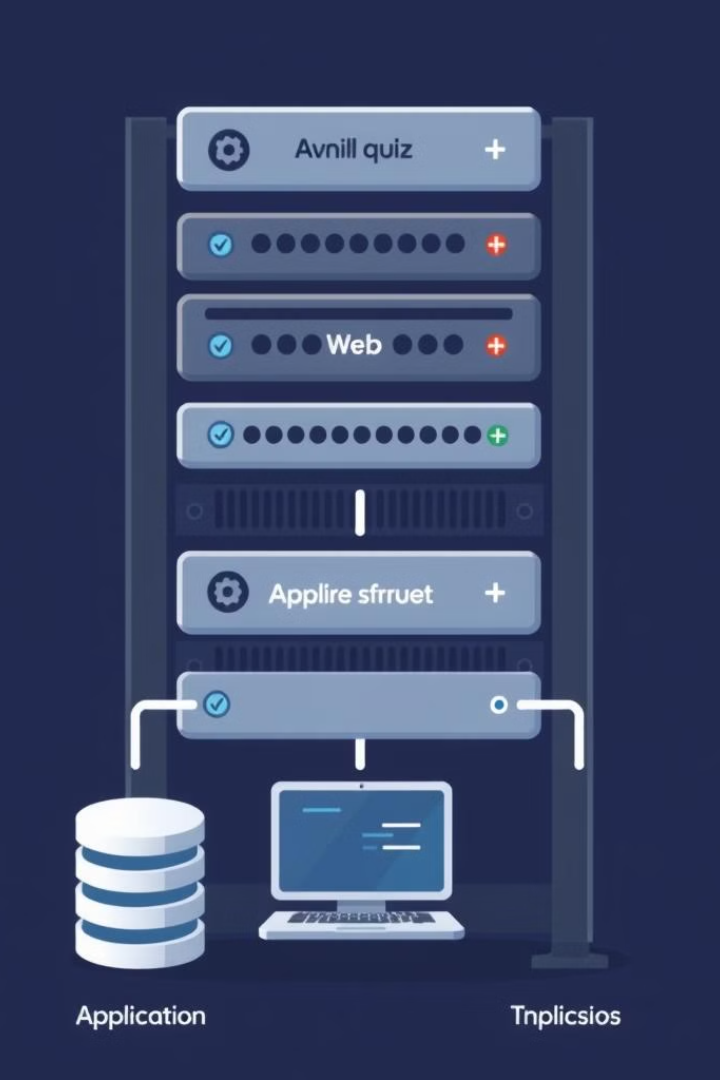 Avnill quiz
Web
Applire sfrruet
Application
Tnplicsios